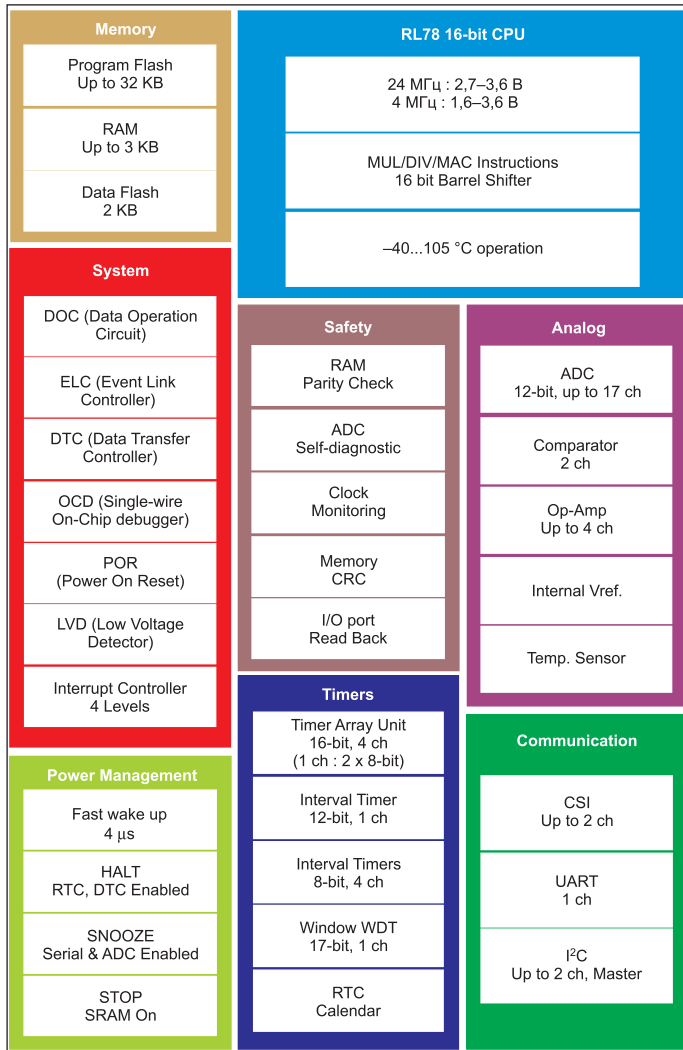 Memory
Program Flash
Up to 32 KB
RAM
Up to 3 KB
Data Flash
2 KB
RL78 16-bit CPU
24 МГц : 2,7–3,6 В
4 МГц : 1,6–3,6 В
MUL/DIV/MAC Instructions
16 bit Barrel Shifter
–40...105 °C operation
System
DOC (Data Operation
Circuit)
ELC (Event Link
Controller)
DTC (Data Transfer
Controller)
OCD (Single-wire
On-Chip debugger)
POR
(Power On Reset)
LVD (Low Voltage
Detector)
Interrupt Controller
4 Levels
Safety
RAM
Parity Check
ADC
Self-diagnostic
Clock
Monitoring
Memory
CRC
I/O port
Read Back
Analog
ADC
12-bit, up to 17 ch
Comparator
2 ch
Op-Amp
Up to 4 ch
Internal Vref.
Temp. Sensor
Power Management
Fast wake up
4 μs
HALT
RTC, DTC Enabled
SNOOZE
Serial & ADC Enabled
STOP
SRAM On
Timers
Timer Array Unit
16-bit, 4 ch
(1 ch : 2 x 8-bit)
Interval Timer
12-bit, 1 ch
Interval Timers
8-bit, 4 ch
Window WDT
17-bit, 1 ch
RTC
Calendar
Communication
CSI
Up to 2 ch
UART
1 ch
I²C
Up to 2 ch, Master